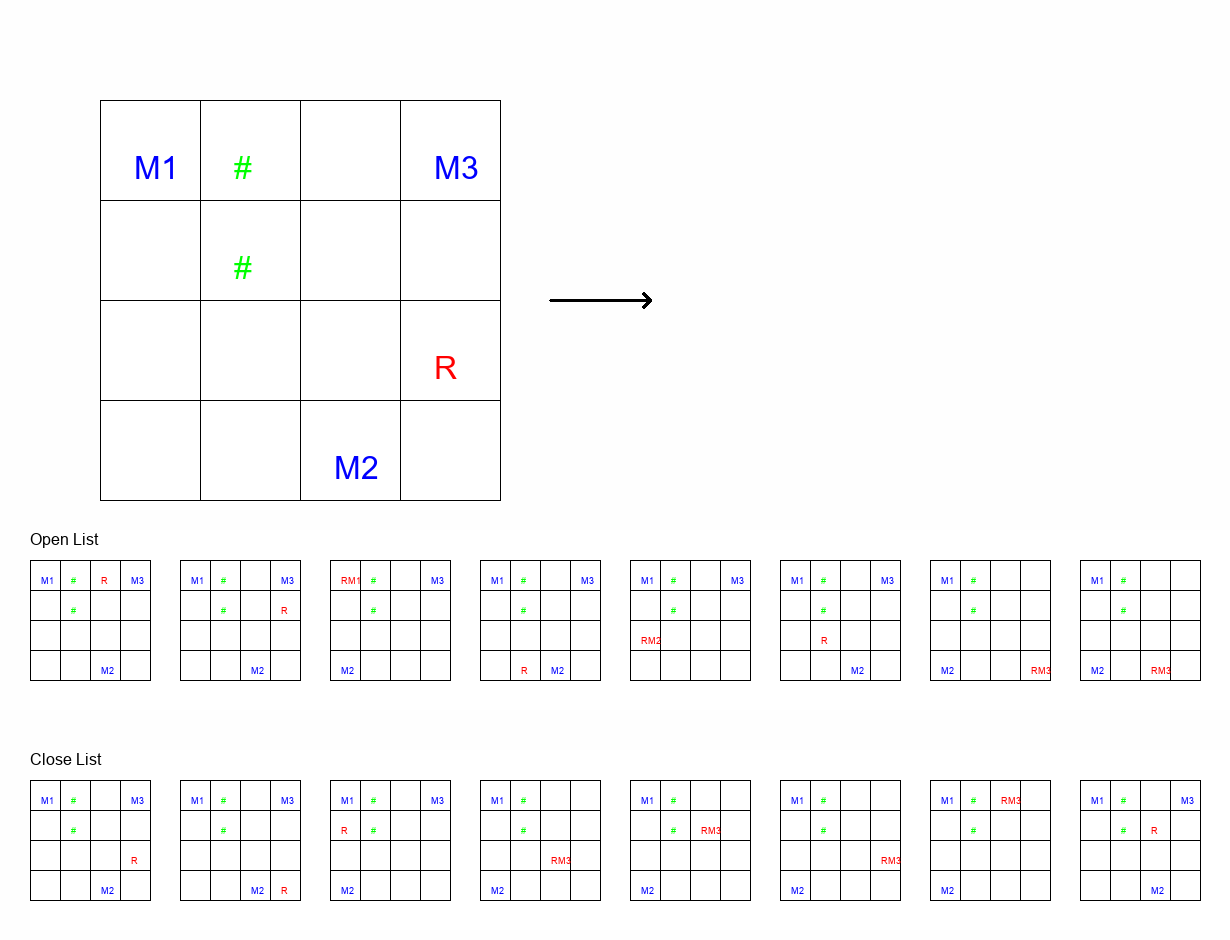 M1 # M3
#
R
M2
Open List
M1 # R M3 M1 # M3 RM1 # M3 M1 # M3 M1 # M3 M1 # M3 M1 # M1 #
# # R # # # # # #
RM2 R
M2 M2 M2 R M2 M2 M2 RM3 M2 RM3
Close List
M1 # M3 M1 # M3 M1 # M3 M1 # M1 # M1 # M1 # RM3 M1 # M3
# # R # # # RM3 # # # R
R RM3 RM3
M2 M2 R M2 M2 M2 M2 M2 M2